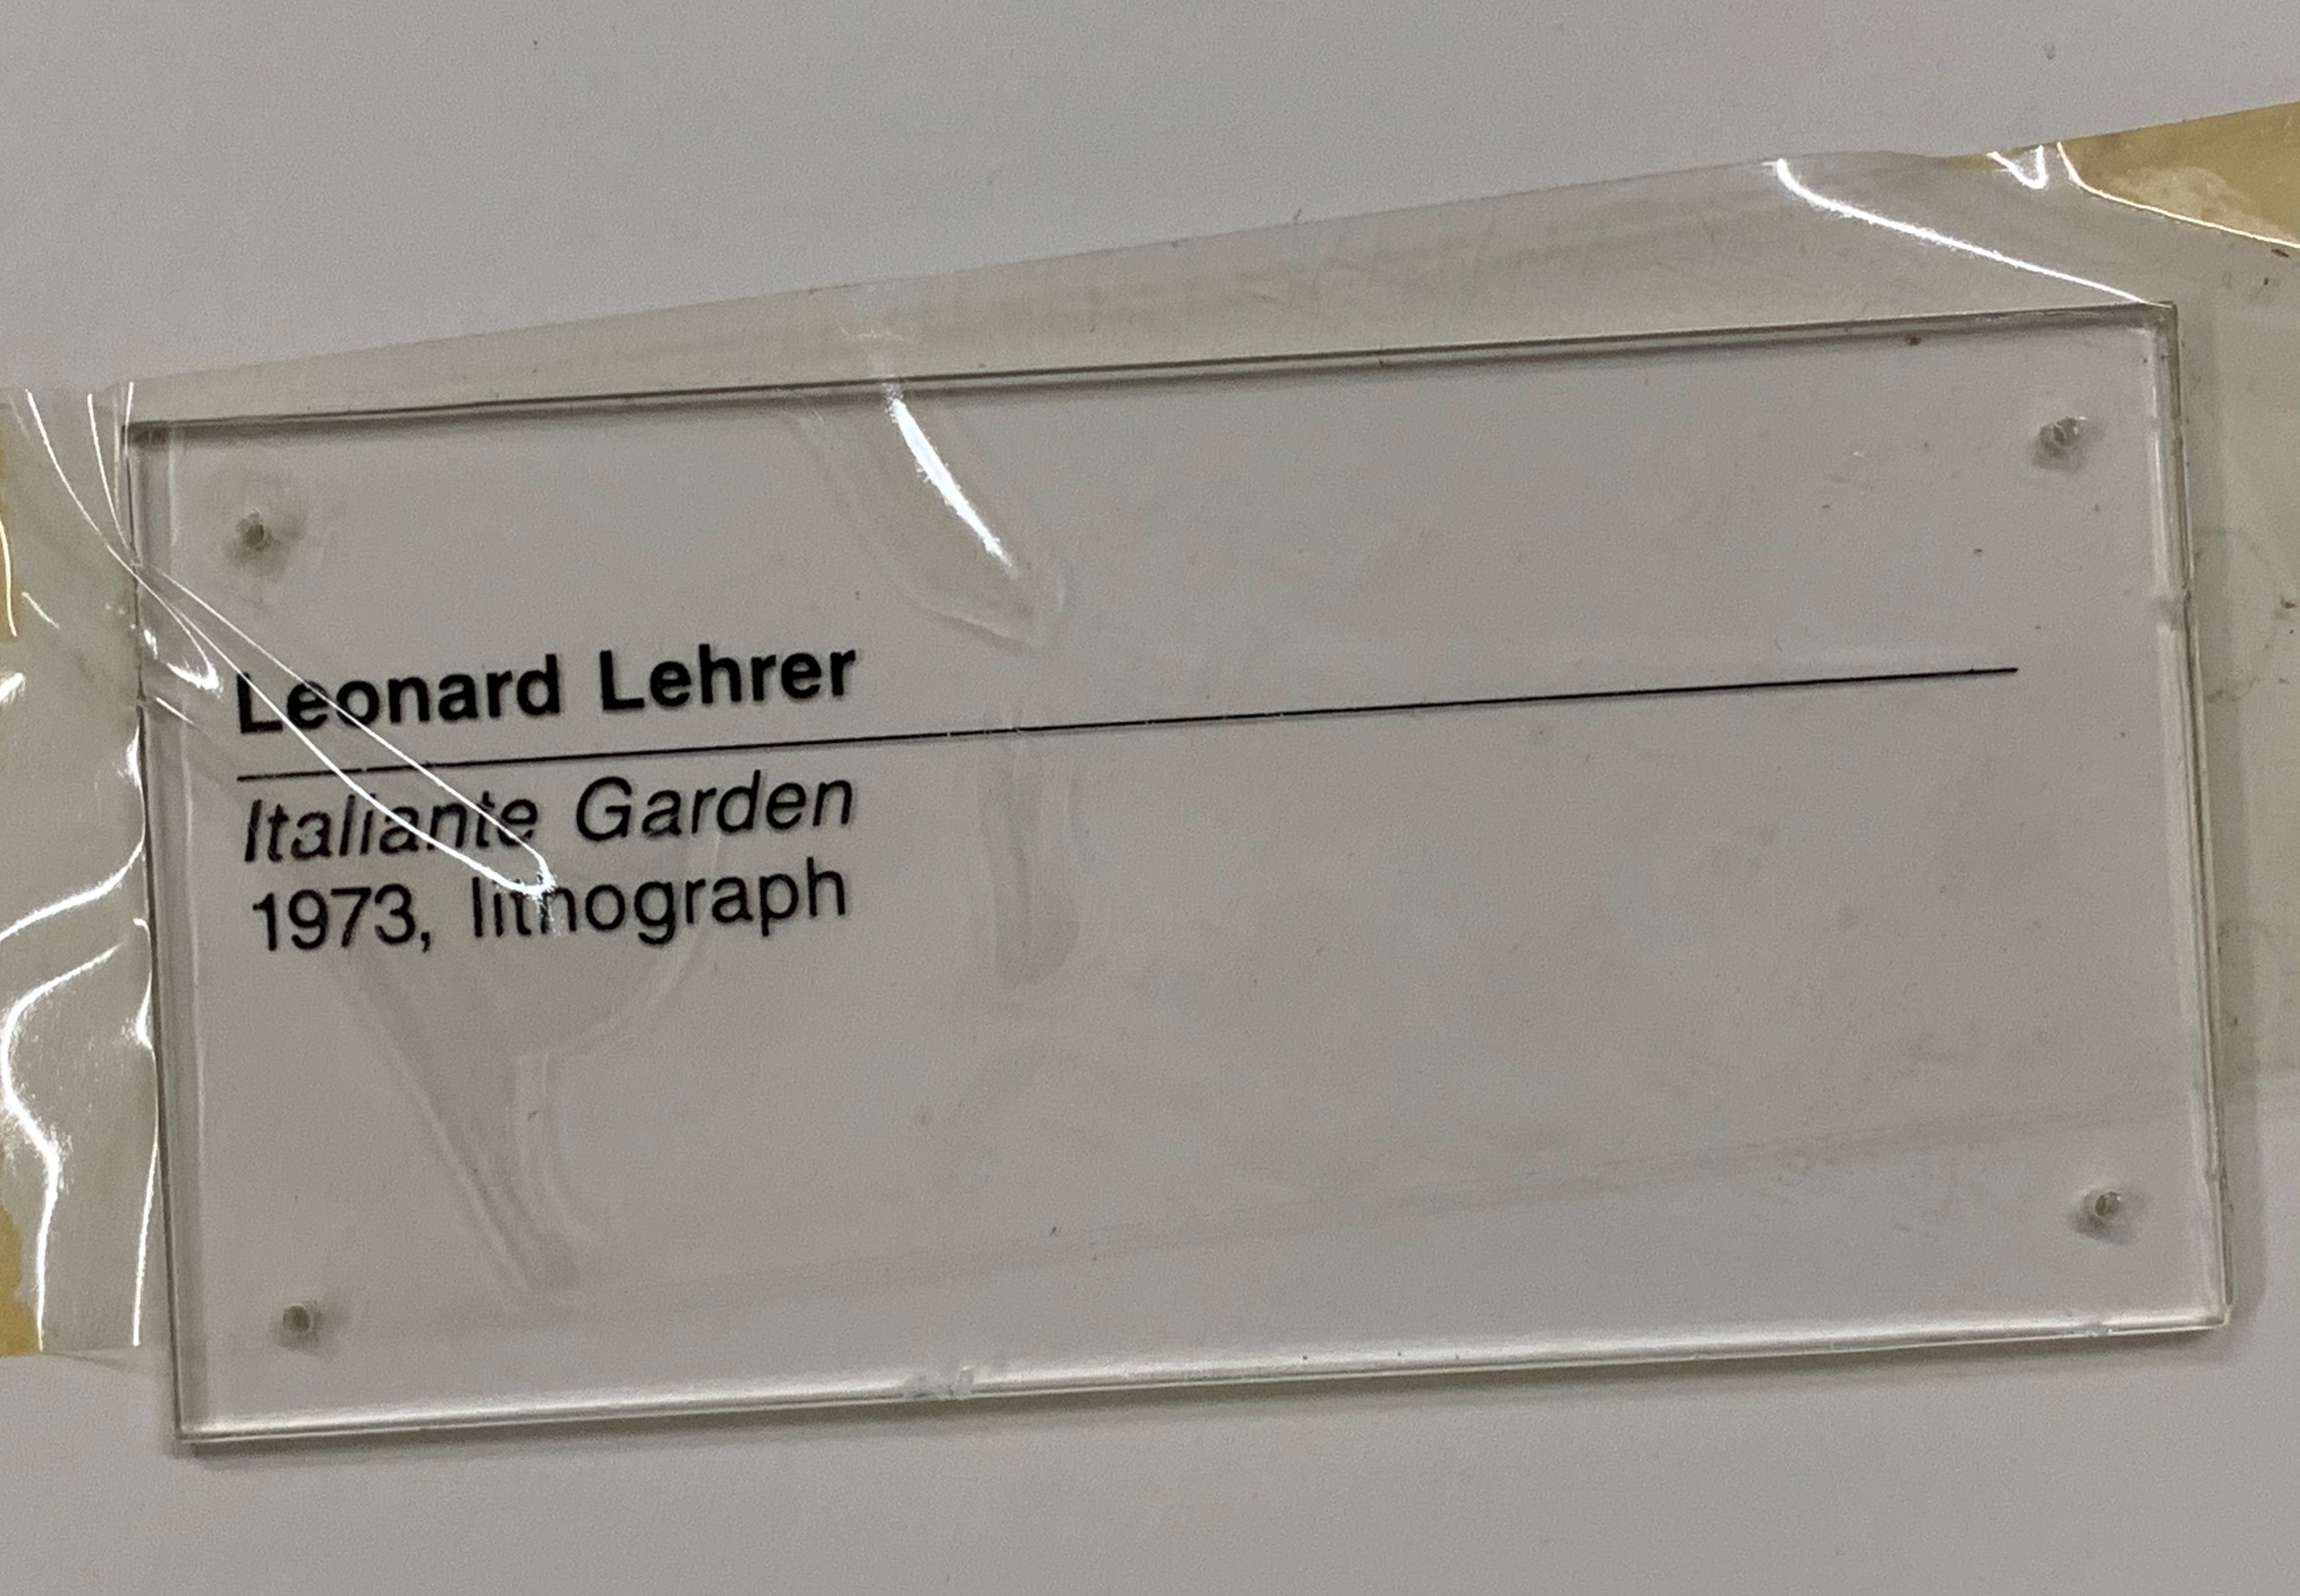 Leonard Lehrer
Italiante Garden
1973, lithograph